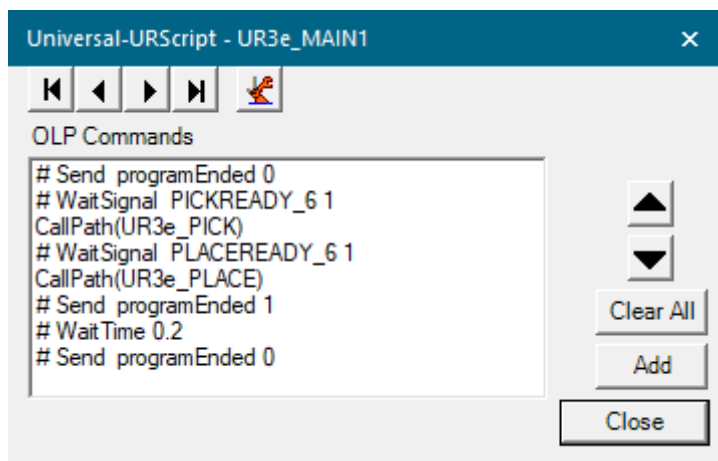 Universal-URScript - UR3e_MAIN1
OLP Commands
# Send programEnded 0
# WaitSignal PICKREADY_6 1
CallPath(UR3e_PICK)
# WaitSignal PLACEREADY_6 1
CallPath(UR3e_PLACE)
# Send programEnded 1
# WaitTime 0.2
# Send programEnded 0
Clear All
Add
Close